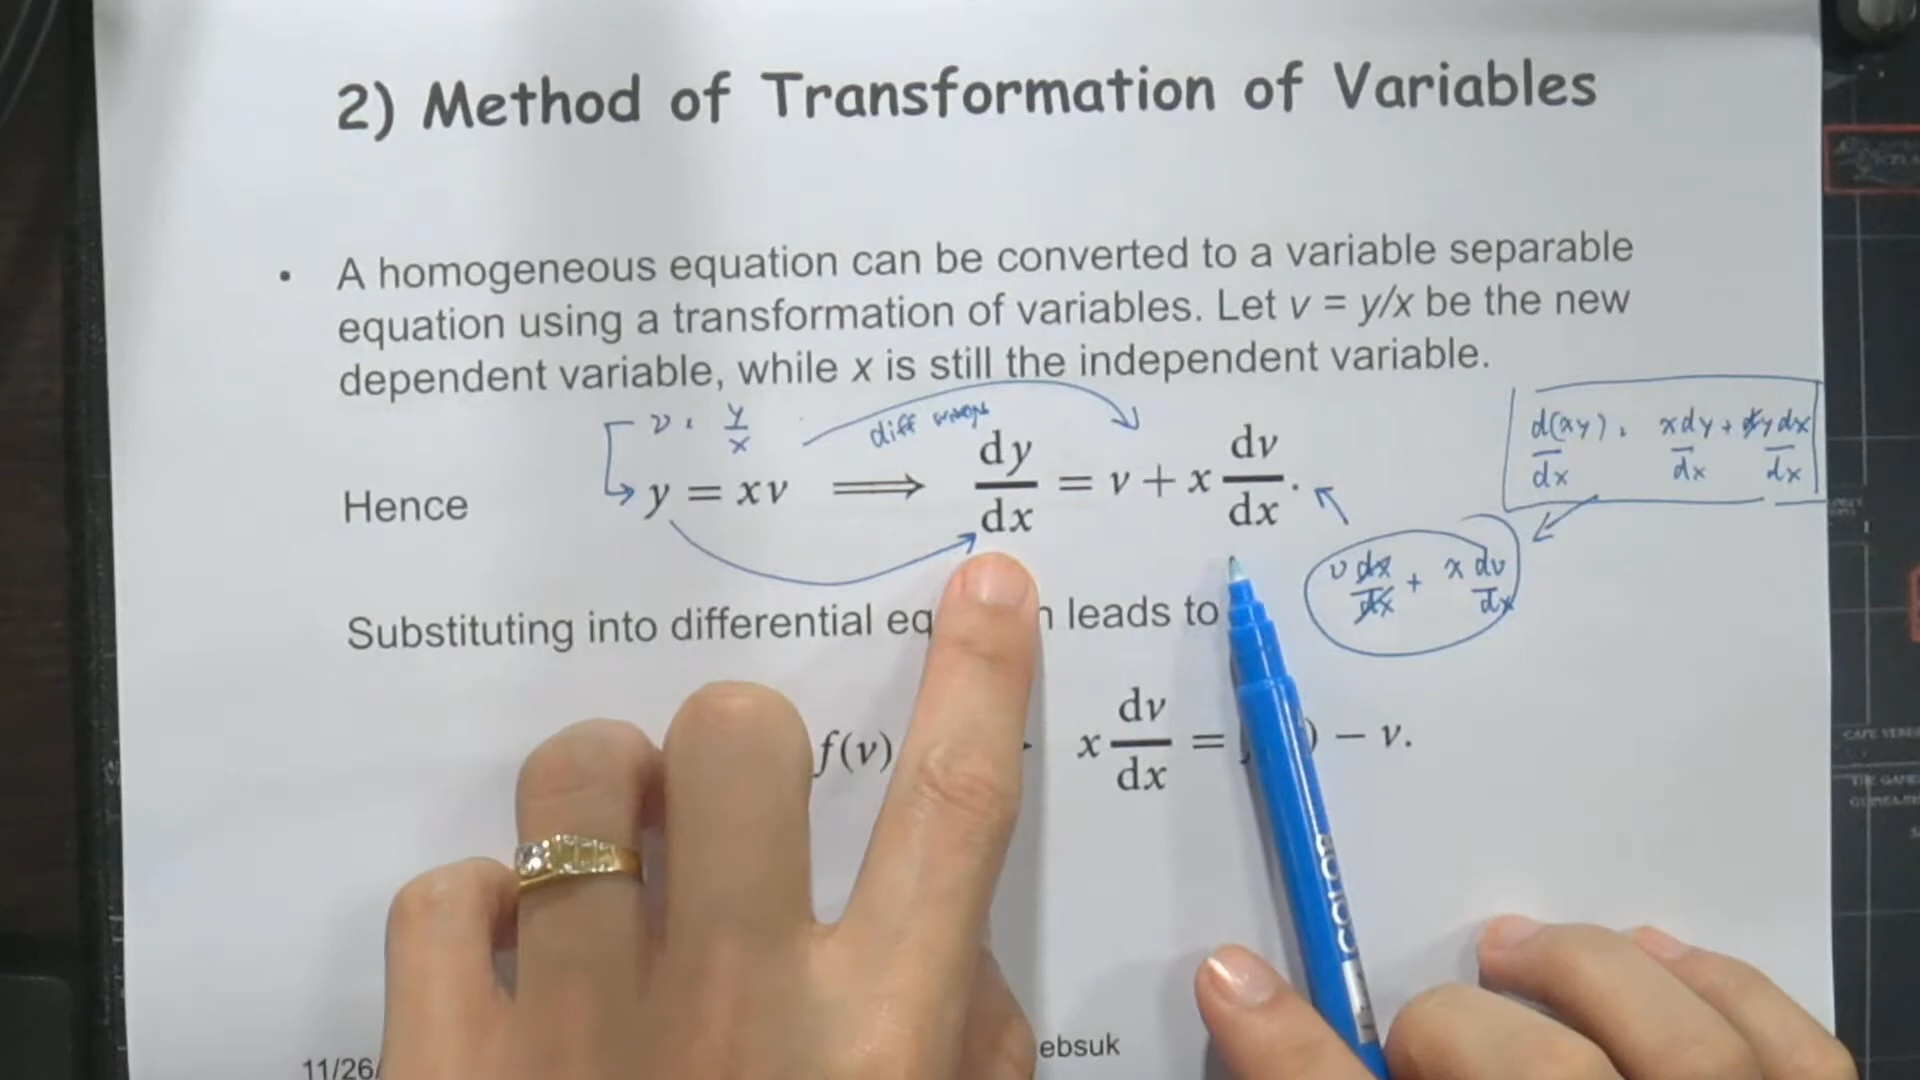 2) Method of Transformation of Variables
• A homogeneous equation can be converted to a variable separable
equation using a transformation of variables. Let v = y/x be the new
dependent variable, while x is still the independent variable.
v = y/x
diff
d(xy)/dx = x dy/dx + y dx/dx
Hence y = xv ⟹ dy/dx = v + x dv/dx.
v dx/dx + x dv/dx
Substituting into differential eq n leads to
f(v) x dv/dx = ) − v.
11/26/
ebsuk